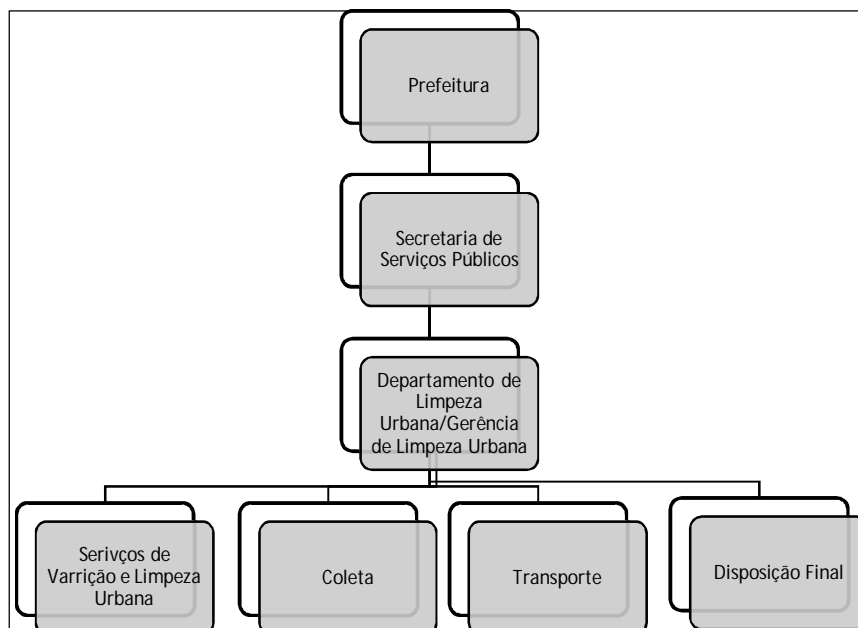 Prefeitura
Secretaria de
Serviços Públicos
Departamento de
Limpeza
Urbana/Gerência
de Limpeza Urbana
Serivços de
Varrição e Limpeza
Urbana
Coleta
Transporte
Disposição Final